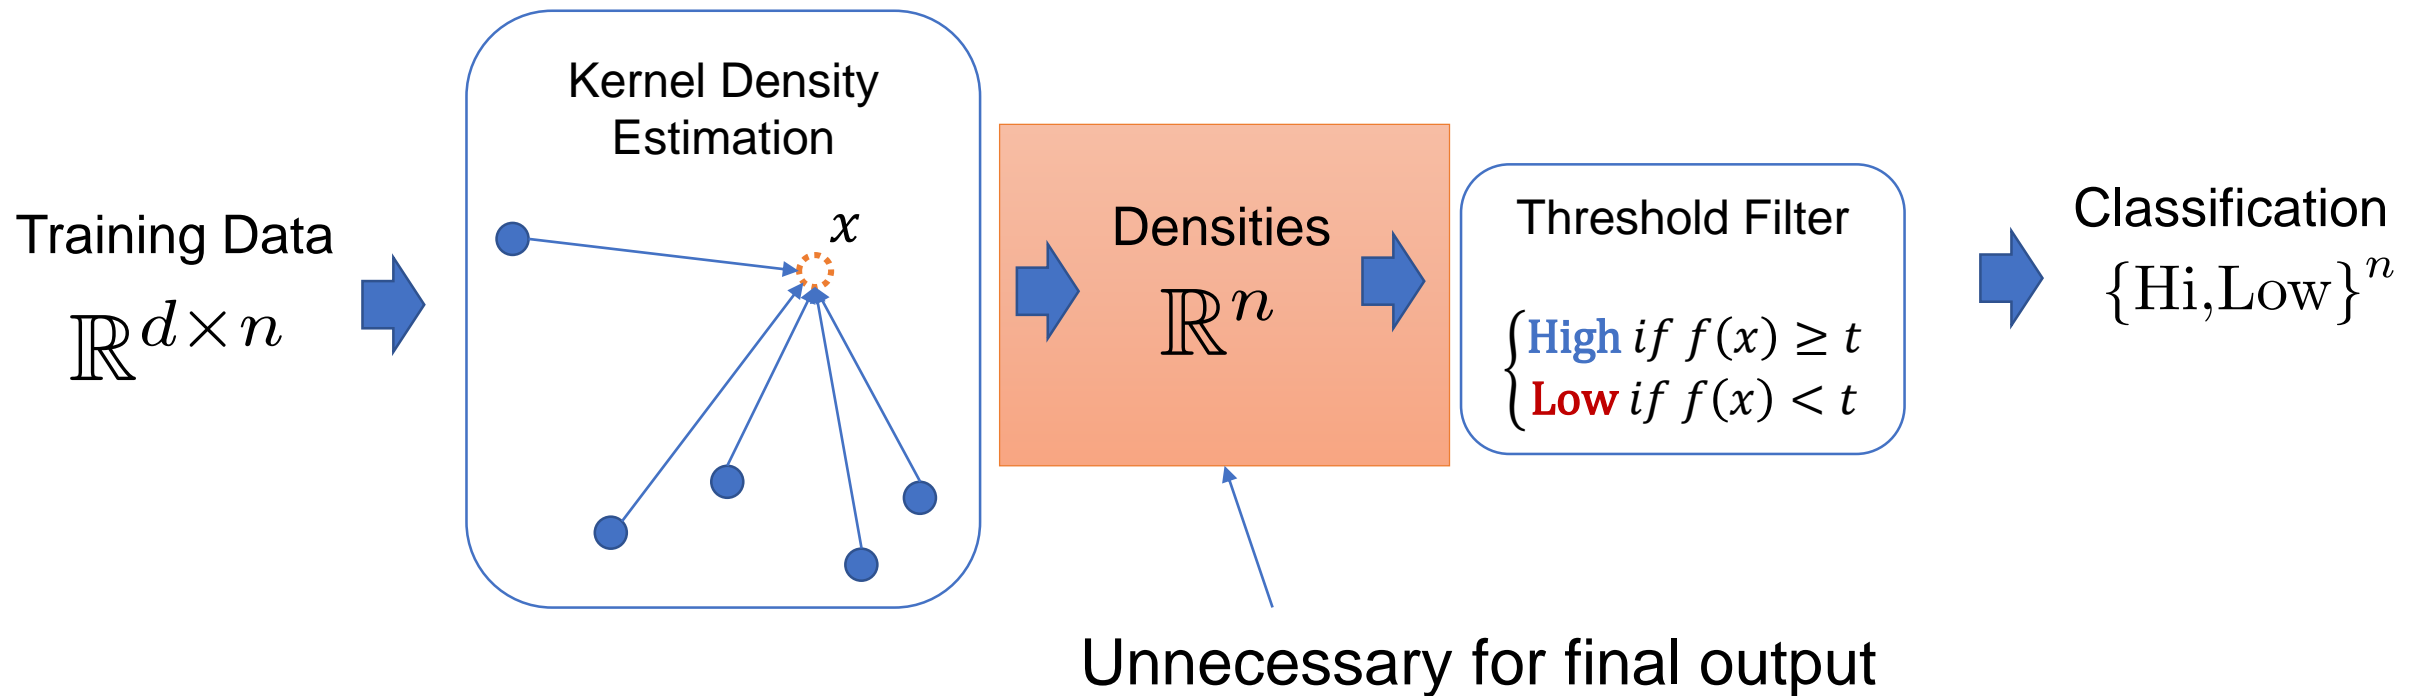 Training Data
ℝ^{d×n}
Kernel Density
Estimation
x
Densities
ℝ^n
Threshold Filter
High if f(x) ≥ t
Low if f(x) < t
Classification
{Hi,Low}^n
Unnecessary for final output